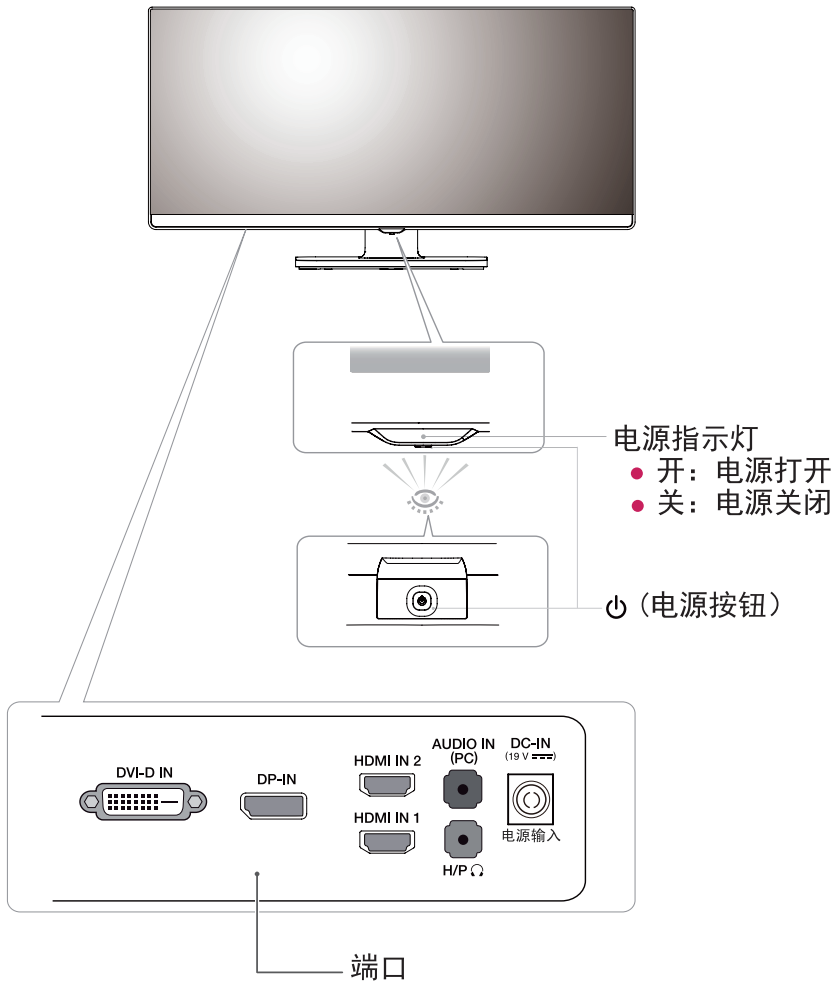 电源指示灯
● 开：电源打开
● 关：电源关闭
⏻（电源按钮）
DVI-D IN
DP-IN
HDMI IN 2
HDMI IN 1
AUDIO IN
(PC)
H/P
DC-IN
(19 V ⎓)
电源输入
端口